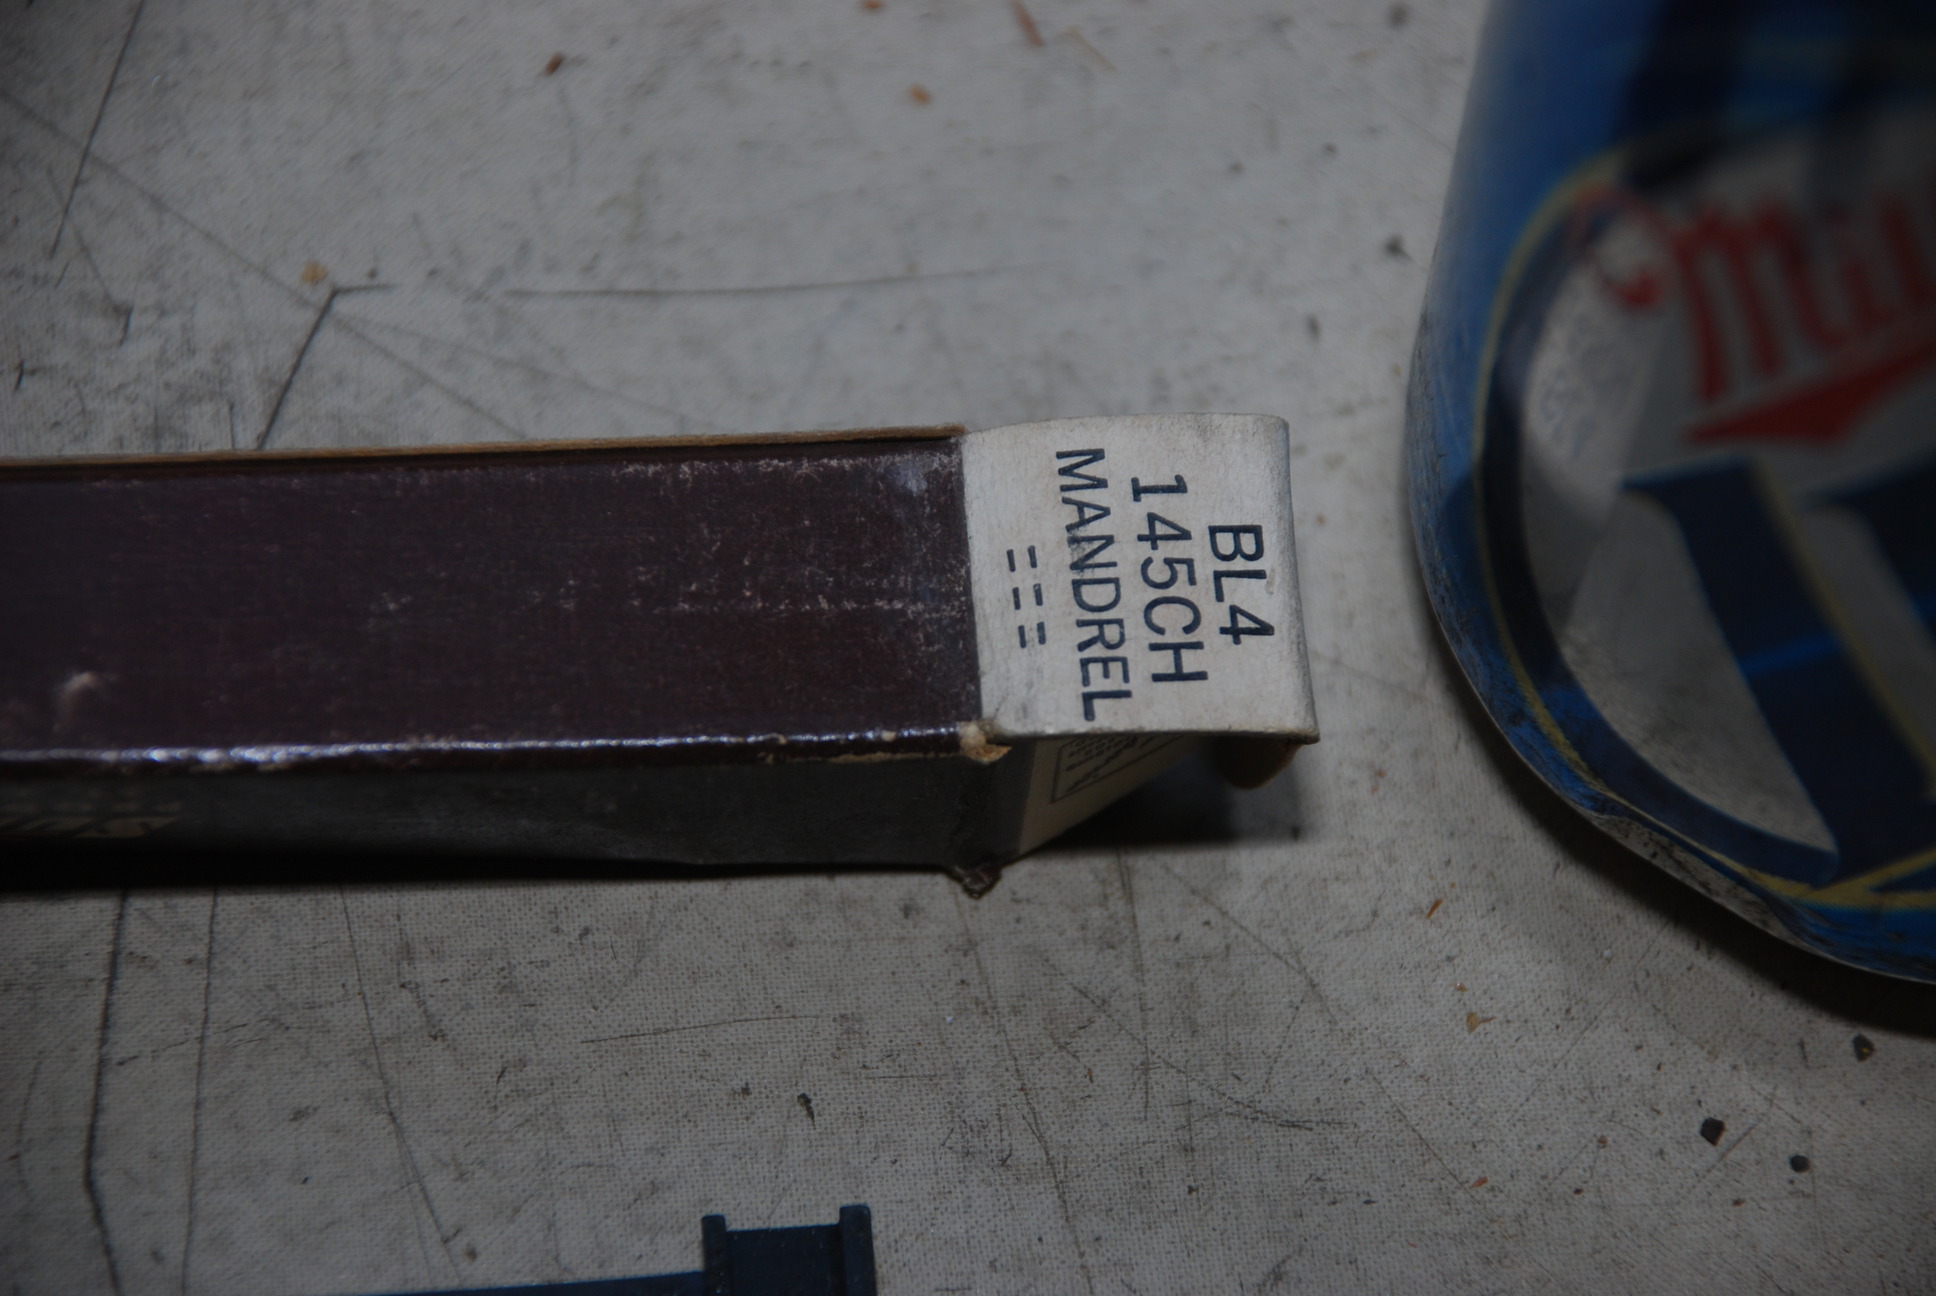 BL4
145CH
MANDREL
--- --- ---